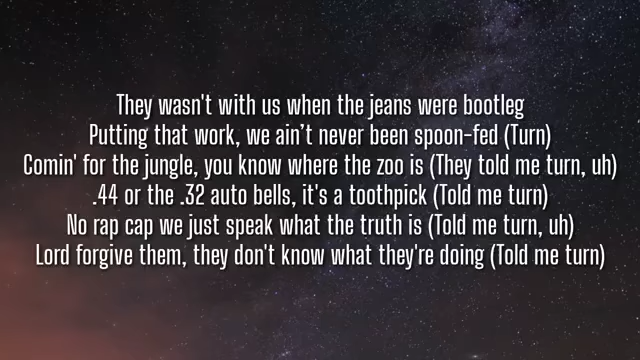 They wasn't with us when the jeans were bootleg
Putting that work, we ain’t never been spoon-fed (Turn)
Comin' for the jungle, you know where the zoo is (They told me turn, uh)
.44 or the .32 auto bells, it's a toothpick (Told me turn)
No rap cap we just speak what the truth is (Told me turn, uh)
Lord forgive them, they don't know what they're doing (Told me turn)